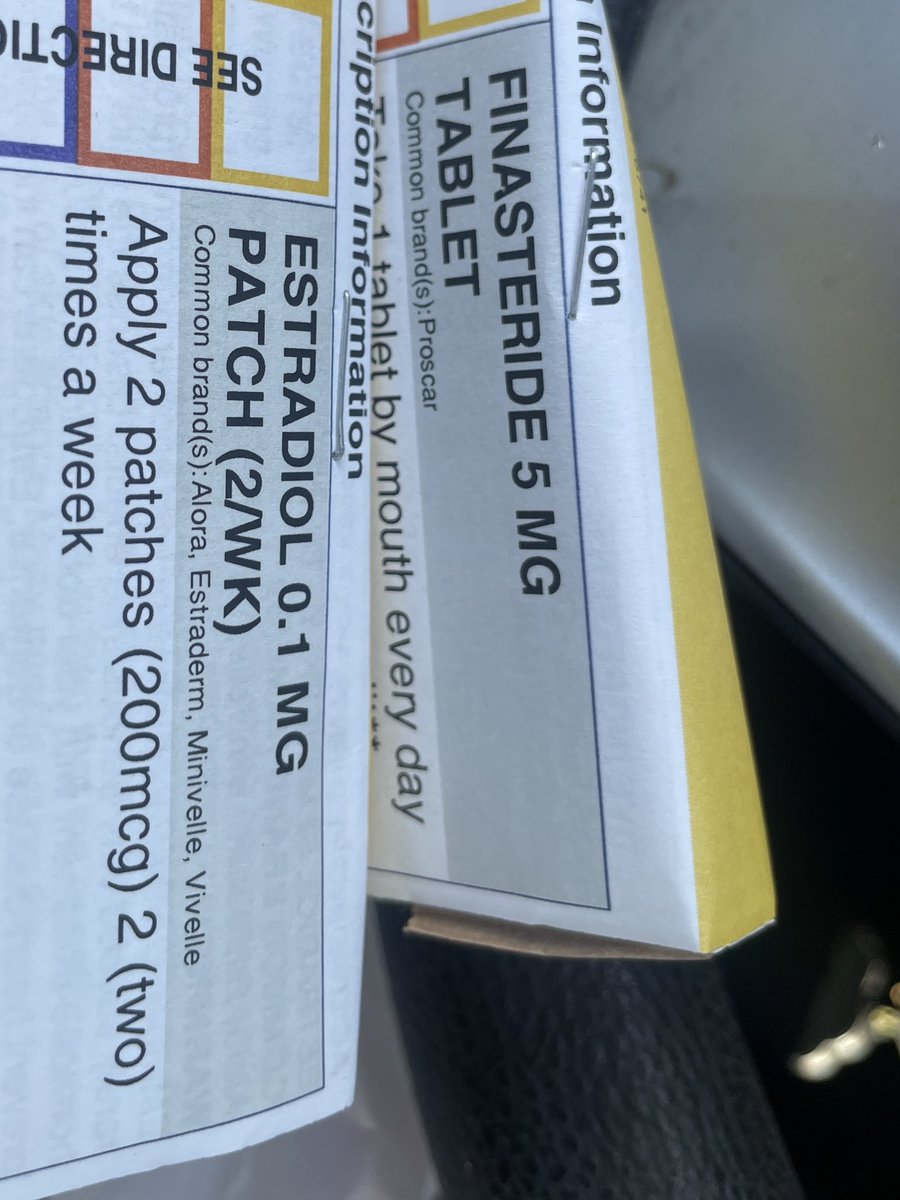 Information
FINASTERIDE 5 MG
TABLET
Common brand(s):Proscar
Take 1 tablet by mouth every day
cription Information
SEE DIRECTIO
ESTRADIOL 0.1 MG
PATCH (2/WK)
Common brand(s):Alora, Estraderm, Minivelle, Vivelle
Apply 2 patches (200mcg) 2 (two)
times a week